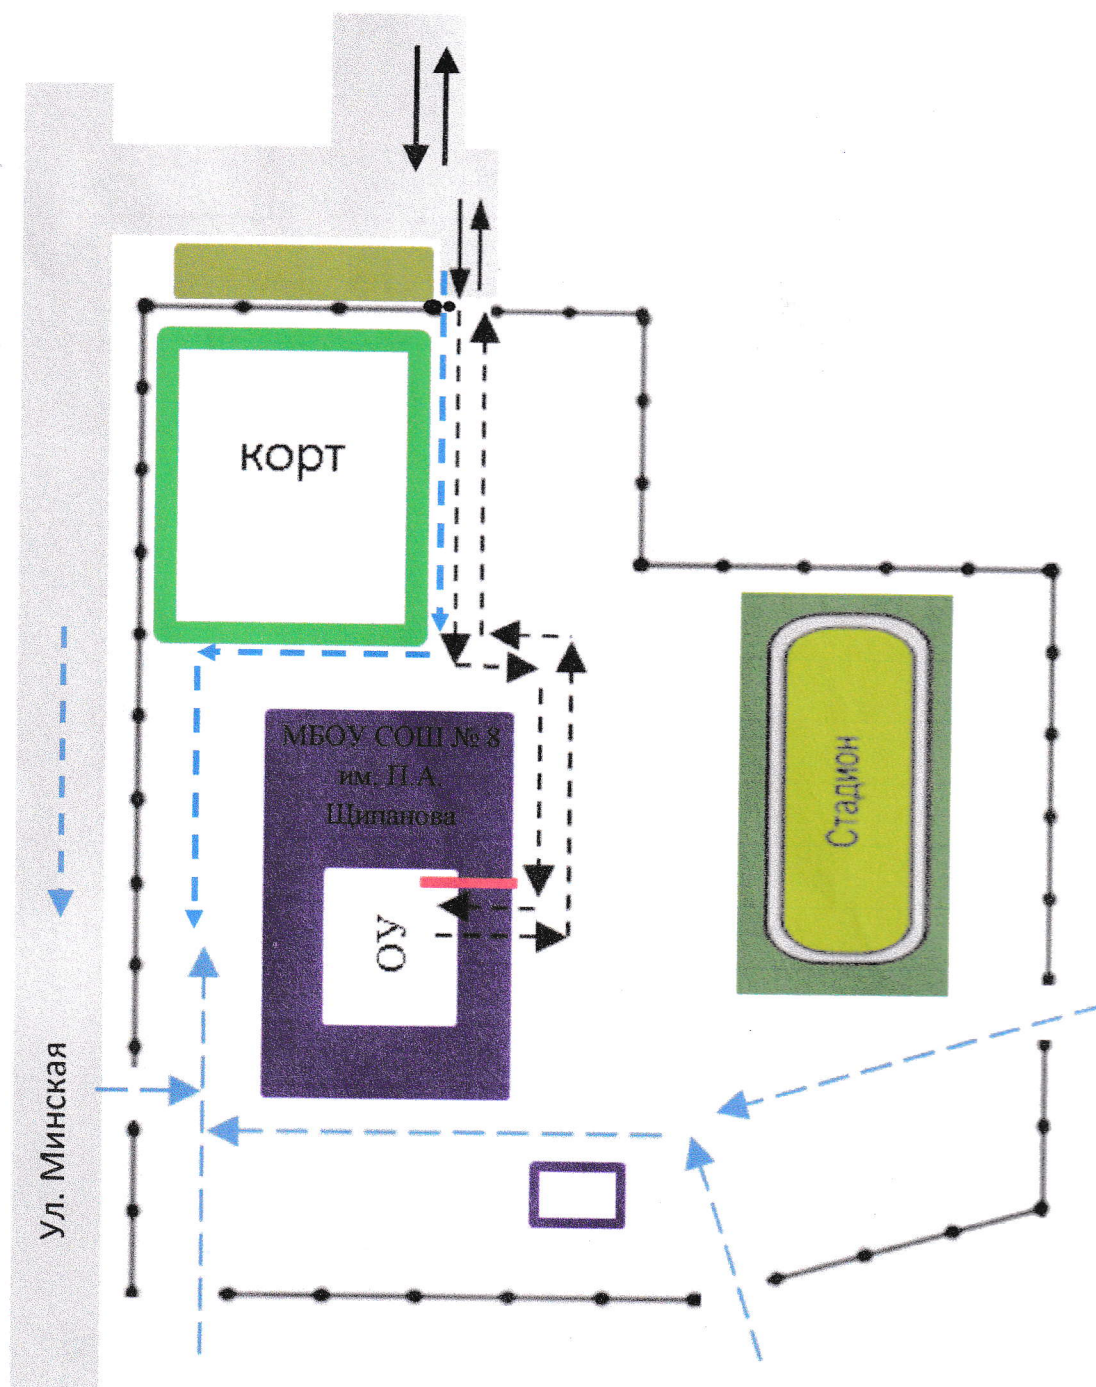 корт
МБОУ СОШ № 8
им. П.А.
Щипанова
Стадион
ОУ
Ул. Минская